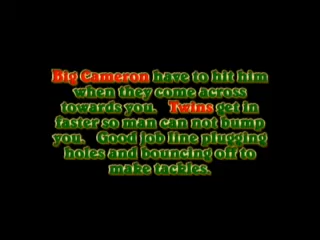 Big Cameron have to hit him
when they come across
towards you.  Twins get in
faster so man can not bump
you.  Good job line plugging
holes and bouncing off to
make tackles.